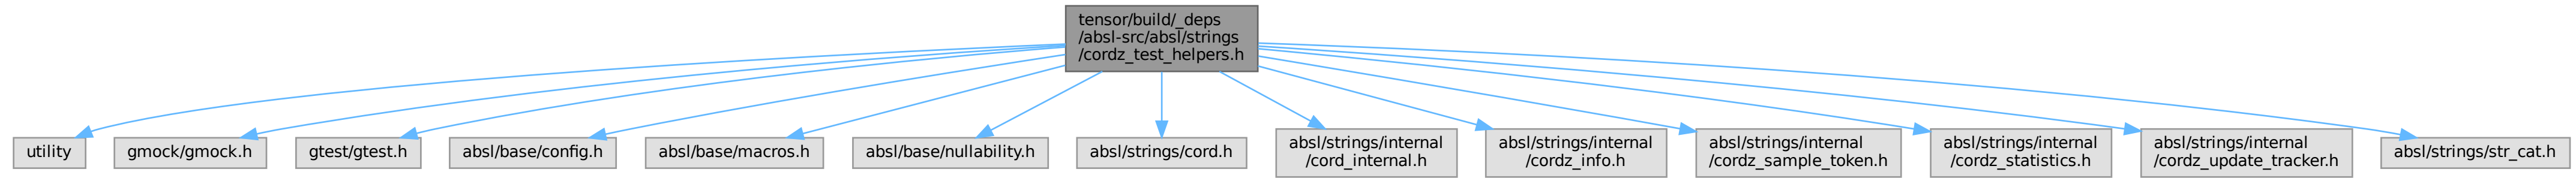 tensor/build/_deps
/absl-src/absl/strings
/cordz_test_helpers.h
utility
gmock/gmock.h
gtest/gtest.h
absl/base/config.h
absl/base/macros.h
absl/base/nullability.h
absl/strings/cord.h
absl/strings/internal
/cord_internal.h
absl/strings/internal
/cordz_info.h
absl/strings/internal
/cordz_sample_token.h
absl/strings/internal
/cordz_statistics.h
absl/strings/internal
/cordz_update_tracker.h
absl/strings/str_cat.h